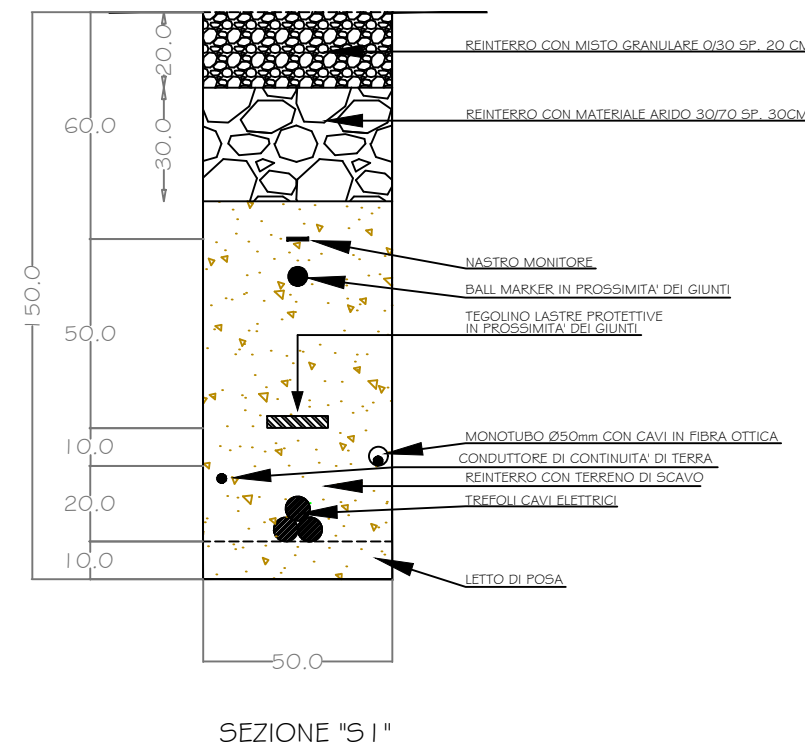 20.0
REINTERRO CON MISTO GRANULARE 0/30 SP. 20 CM
60.0
30.0
REINTERRO CON MATERIALE ARIDO 30/70 SP. 30CM
NASTRO MONITORE
150.0
BALL MARKER IN PROSSIMITA' DEI GIUNTI
50.0
TEGOLINO LASTRE PROTETTIVE
IN PROSSIMITA' DEI GIUNTI
10.0
MONOTUBO Ø50mm CON CAVI IN FIBRA OTTICA
CONDUTTORE DI CONTINUITA' DI TERRA
REINTERRO CON TERRENO DI SCAVO
20.0
TREFOLI CAVI ELETTRICI
10.0
LETTO DI POSA
50.0
SEZIONE "S1"